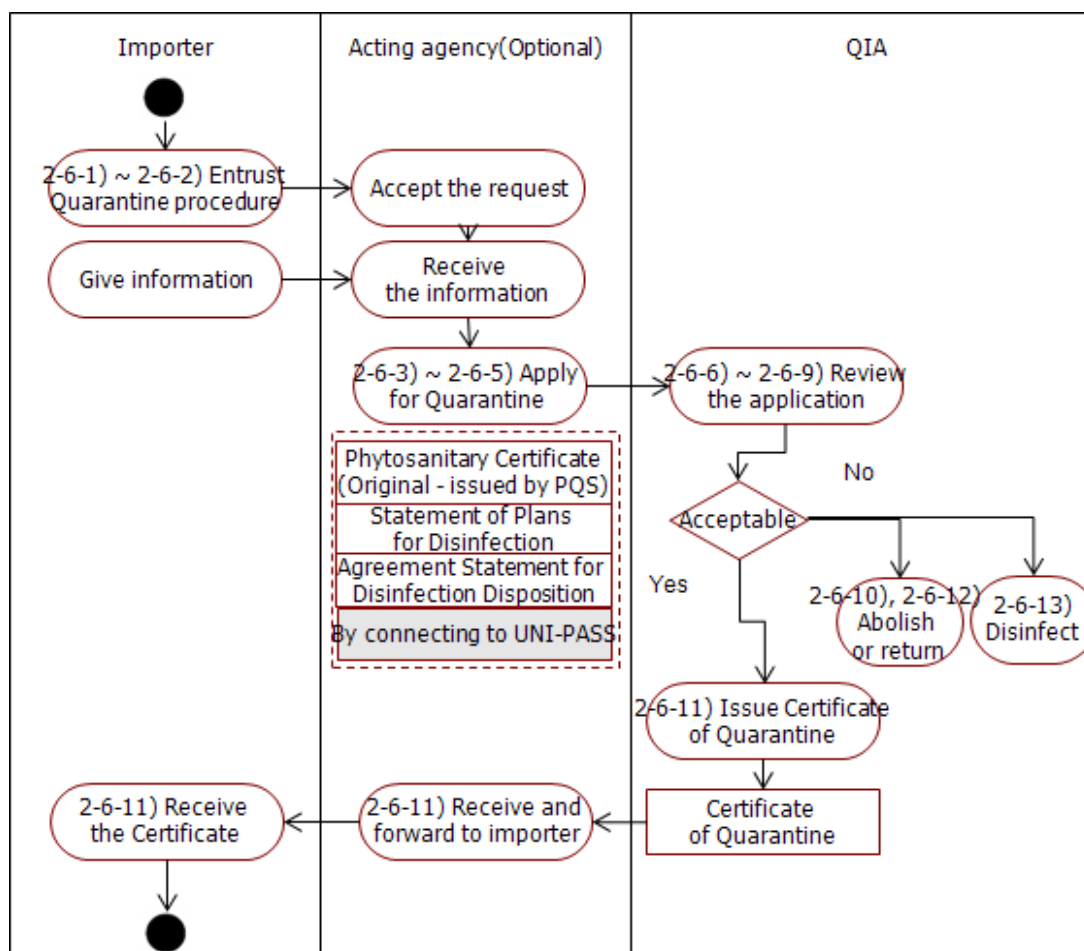 Importer
Acting agency(Optional)
QIA
2-6-1) ~ 2-6-2) Entrust
Quarantine procedure
Accept the request
Give information
Receive
the information
2-6-3) ~ 2-6-5) Apply
for Quarantine
2-6-6) ~ 2-6-9) Review
the application
Phytosanitary Certificate
(Original - issued by PQS)
Statement of Plans
for Disinfection
Agreement Statement for
Disinfection Disposition
By connecting to UNI-PASS
No
Acceptable
Yes
2-6-10), 2-6-12)
Abolish
or return
2-6-13)
Disinfect
2-6-11) Issue Certificate
of Quarantine
2-6-11) Receive
the Certificate
2-6-11) Receive and
forward to importer
Certificate
of Quarantine